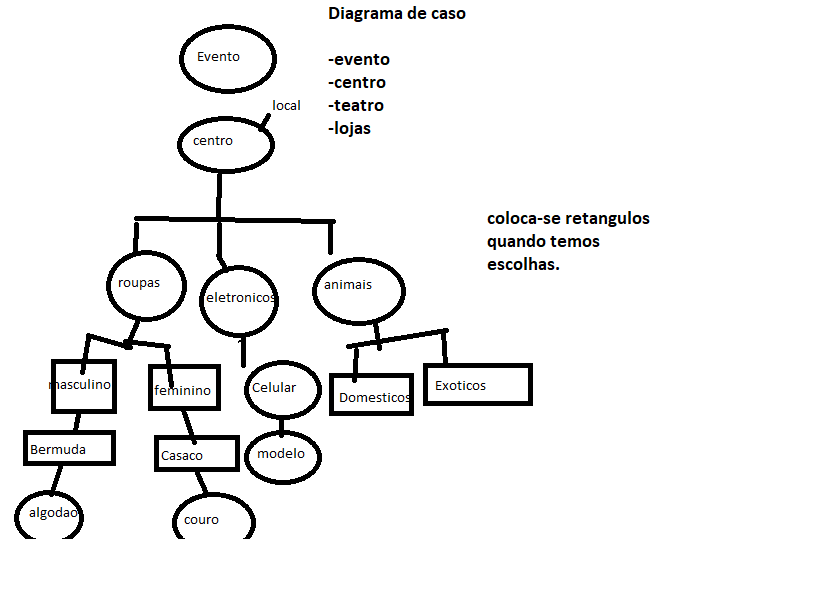 Diagrama de caso
-evento
-centro
-teatro
-lojas
Evento
local
centro
coloca-se retangulos
quando temos
escolhas.
roupas
eletronicos
animais
masculino
feminino
Celular
Domesticos
Exoticos
Bermuda
Casaco
modelo
algodao
couro